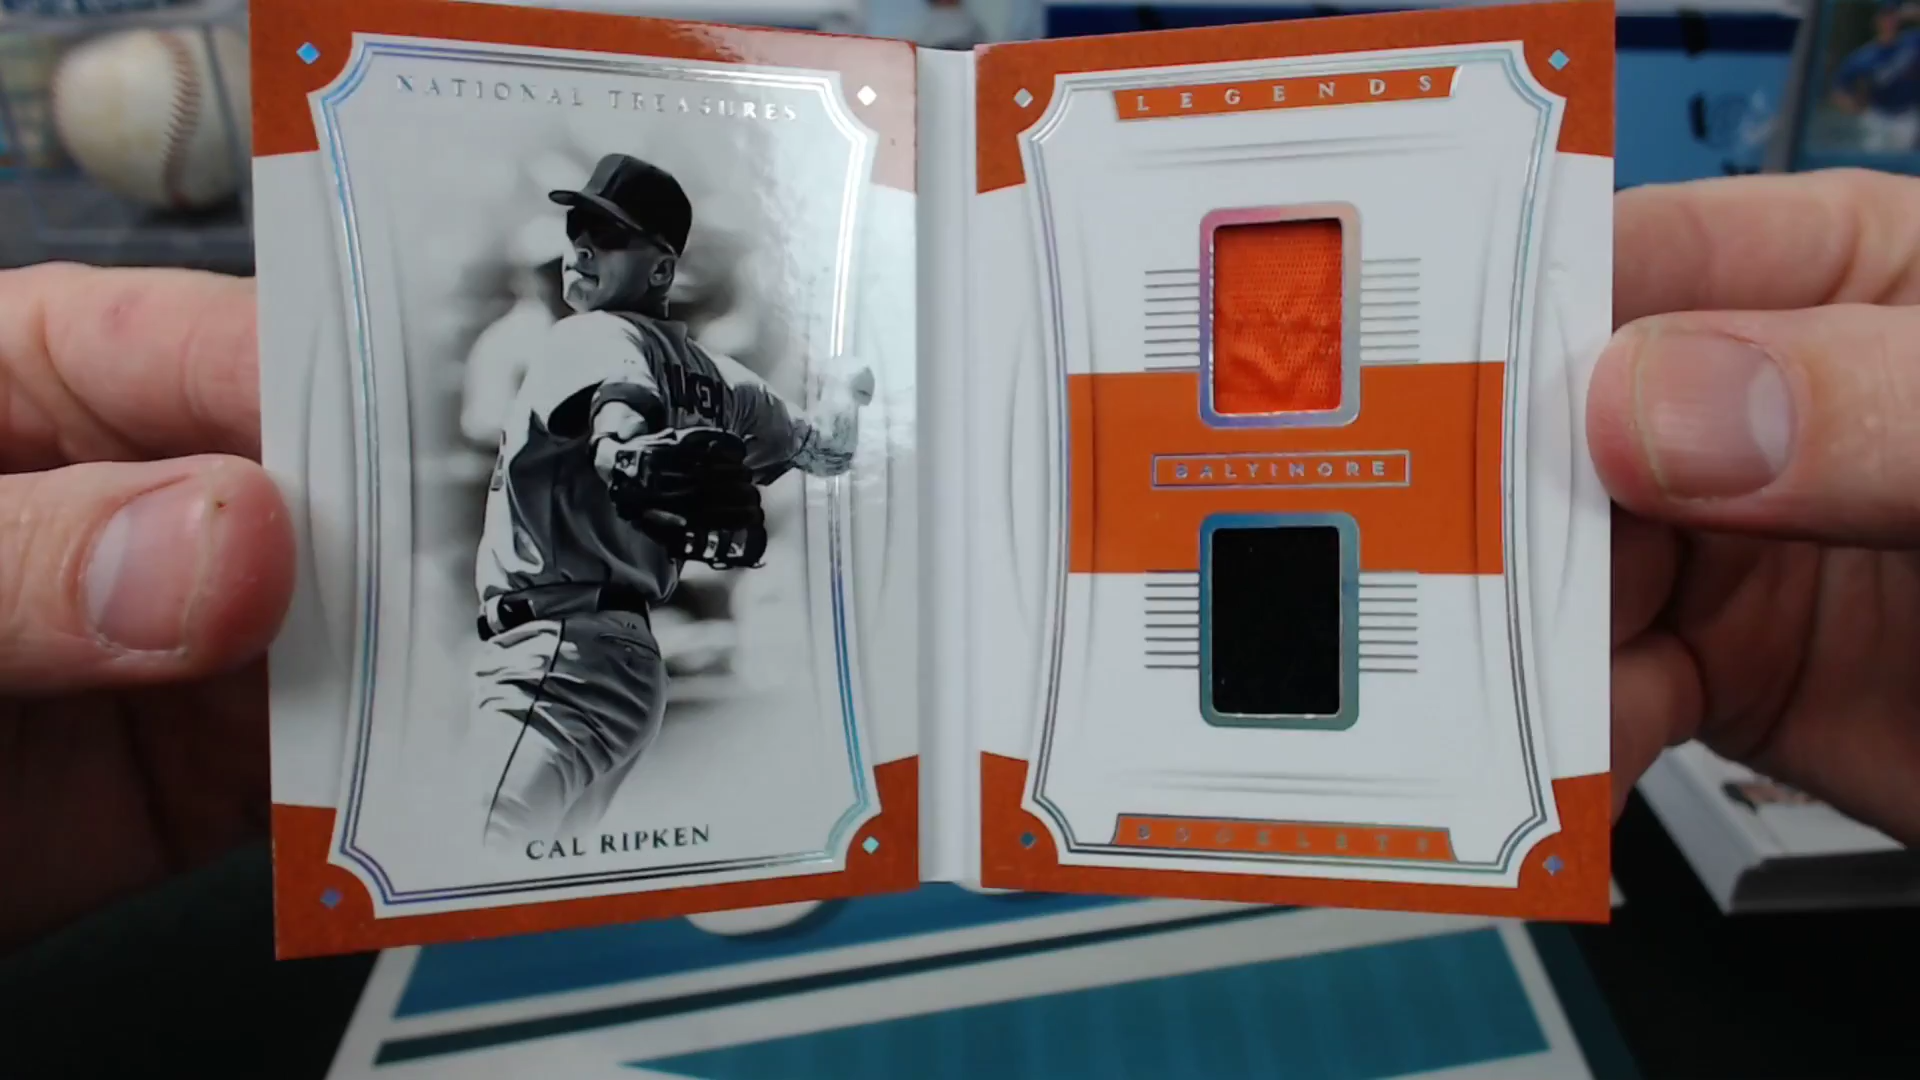 NATIONAL TREASURES
CAL RIPKEN
LEGENDS
BALTIMORE
BOOKLETS